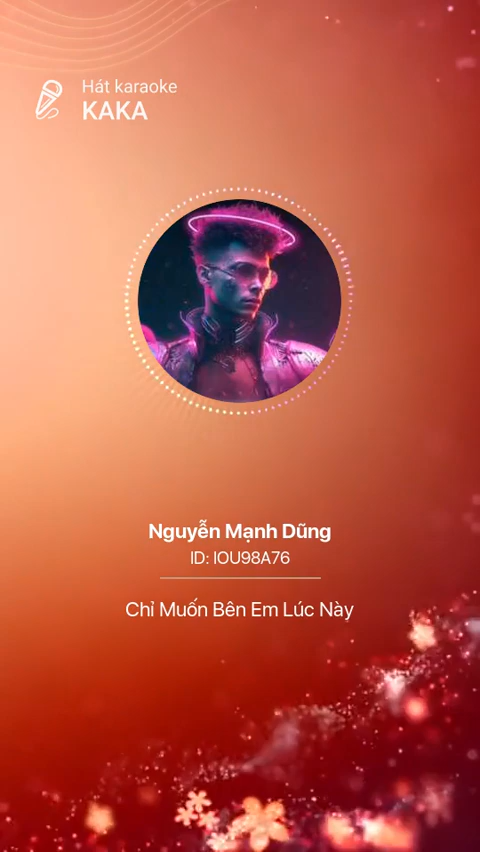 Hát karaoke
KAKA
Nguyễn Mạnh Dũng
ID: IOU98A76
Chỉ Muốn Bên Em Lúc Này